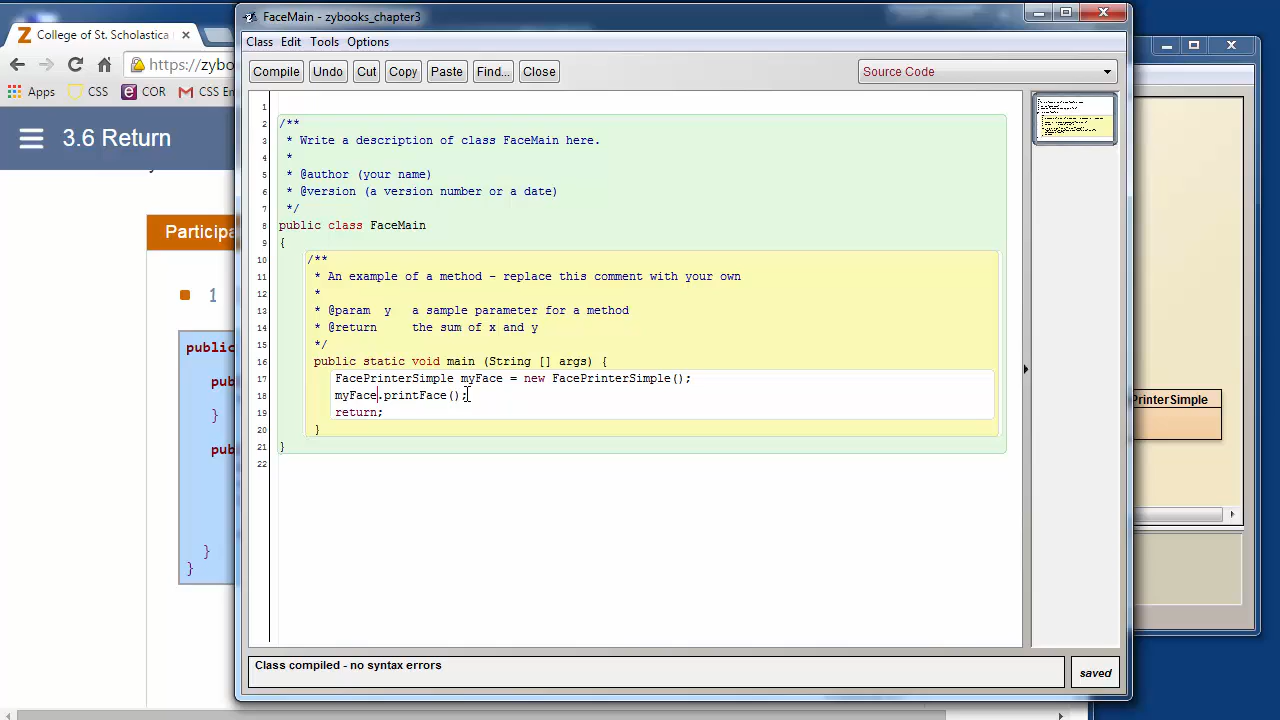 FaceMain - zybooks_chapter3
College of St. Scholastica
https://zybo
Apps CSS COR CSS En
3.6 Return
Particip
1
public
pub
}
pub
}
}
Class Edit Tools Options
Compile Undo Cut Copy Paste Find... Close Source Code
1
2 /**
3 * Write a description of class FaceMain here.
4 *
5 * @author (your name)
6 * @version (a version number or a date)
7 */
8 public class FaceMain
9 {
10 /**
11 * An example of a method - replace this comment with your own
12 *
13 * @param y a sample parameter for a method
14 * @return the sum of x and y
15 */
16 public static void main (String [] args) {
17 FacePrinterSimple myFace = new FacePrinterSimple();
18 myFace.printFace();
19 return;
20 }
21 }
22
Class compiled - no syntax errors
saved
PrinterSimple